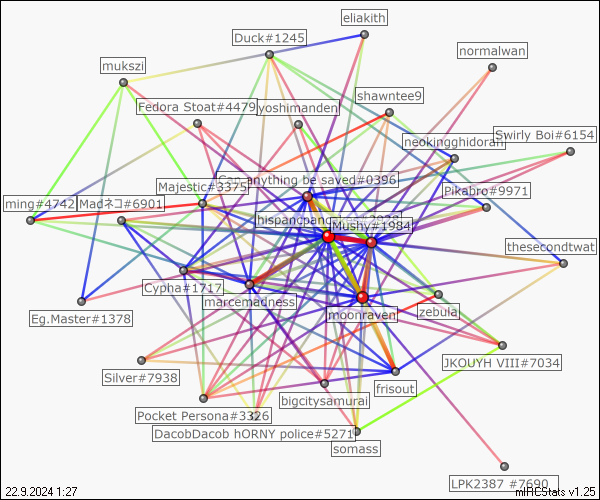 eliakith
Duck#1245
normalwan
mukszi
shawntee9
Fedora Stoat#4479
yoshimanden
Swirly Boi#6154
neokingghidorah
anything be saved#0396
Majestic#3375
Pikabro#9971
ming#4742
Madネコ#6901
Mushy#1984
thesecondtwat
Cypha#1717
marcemadness
zebula
moonraven
Eg.Master#1378
JKOUYH VIII#7034
Silver#7938
frisout
bigcitysamurai
Pocket Persona#3326
DacobDacob hORNY police#5271
somass
LPK2387 #7690
22.9.2024 1:27
mIRCStats v1.25